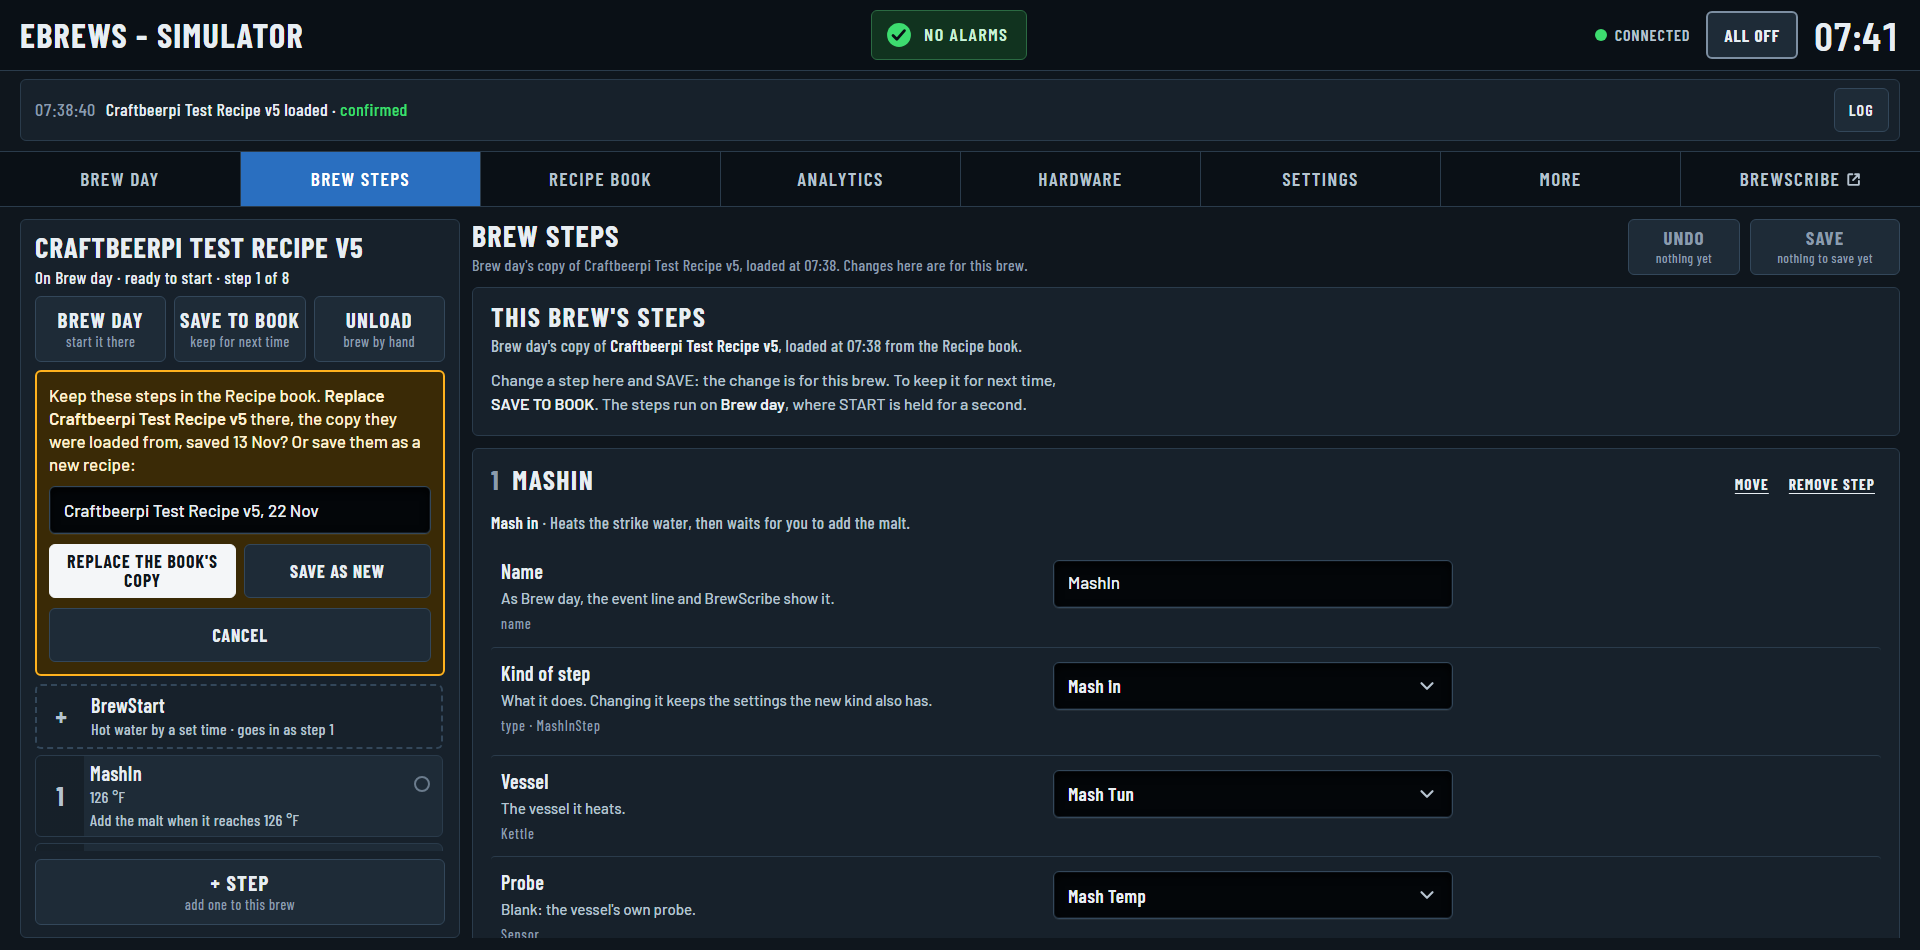 EBREWS - SIMULATOR
NO ALARMS
CONNECTED
ALL OFF
07:41
07:38:40 Craftbeerpi Test Recipe v5 loaded · confirmed
LOG
BREW DAY
BREW STEPS
RECIPE BOOK
ANALYTICS
HARDWARE
SETTINGS
MORE
BREWSCRIBE
CRAFTBEERPI TEST RECIPE V5
On Brew day · ready to start · step 1 of 8
BREW DAY
start it there
SAVE TO BOOK
keep for next time
UNLOAD
brew by hand
Keep these steps in the Recipe book. Replace
Craftbeerpi Test Recipe v5 there, the copy they
were loaded from, saved 13 Nov? Or save them as a
new recipe:
Craftbeerpi Test Recipe v5, 22 Nov
REPLACE THE BOOK'S
COPY
SAVE AS NEW
CANCEL
+ BrewStart
Hot water by a set time · goes in as step 1
1 MashIn
126 °F
Add the malt when it reaches 126 °F
+ STEP
add one to this brew
BREW STEPS
Brew day's copy of Craftbeerpi Test Recipe v5, loaded at 07:38. Changes here are for this brew.
UNDO
nothing yet
SAVE
nothing to save yet
THIS BREW'S STEPS
Brew day's copy of Craftbeerpi Test Recipe v5, loaded at 07:38 from the Recipe book.
Change a step here and SAVE: the change is for this brew. To keep it for next time,
SAVE TO BOOK. The steps run on Brew day, where START is held for a second.
1 MASHIN
MOVE
REMOVE STEP
Mash in · Heats the strike water, then waits for you to add the malt.
Name
As Brew day, the event line and BrewScribe show it.
name
MashIn
Kind of step
What it does. Changing it keeps the settings the new kind also has.
type · MashInStep
Mash In
Vessel
The vessel it heats.
Kettle
Mash Tun
Probe
Blank: the vessel's own probe.
Sensor
Mash Temp